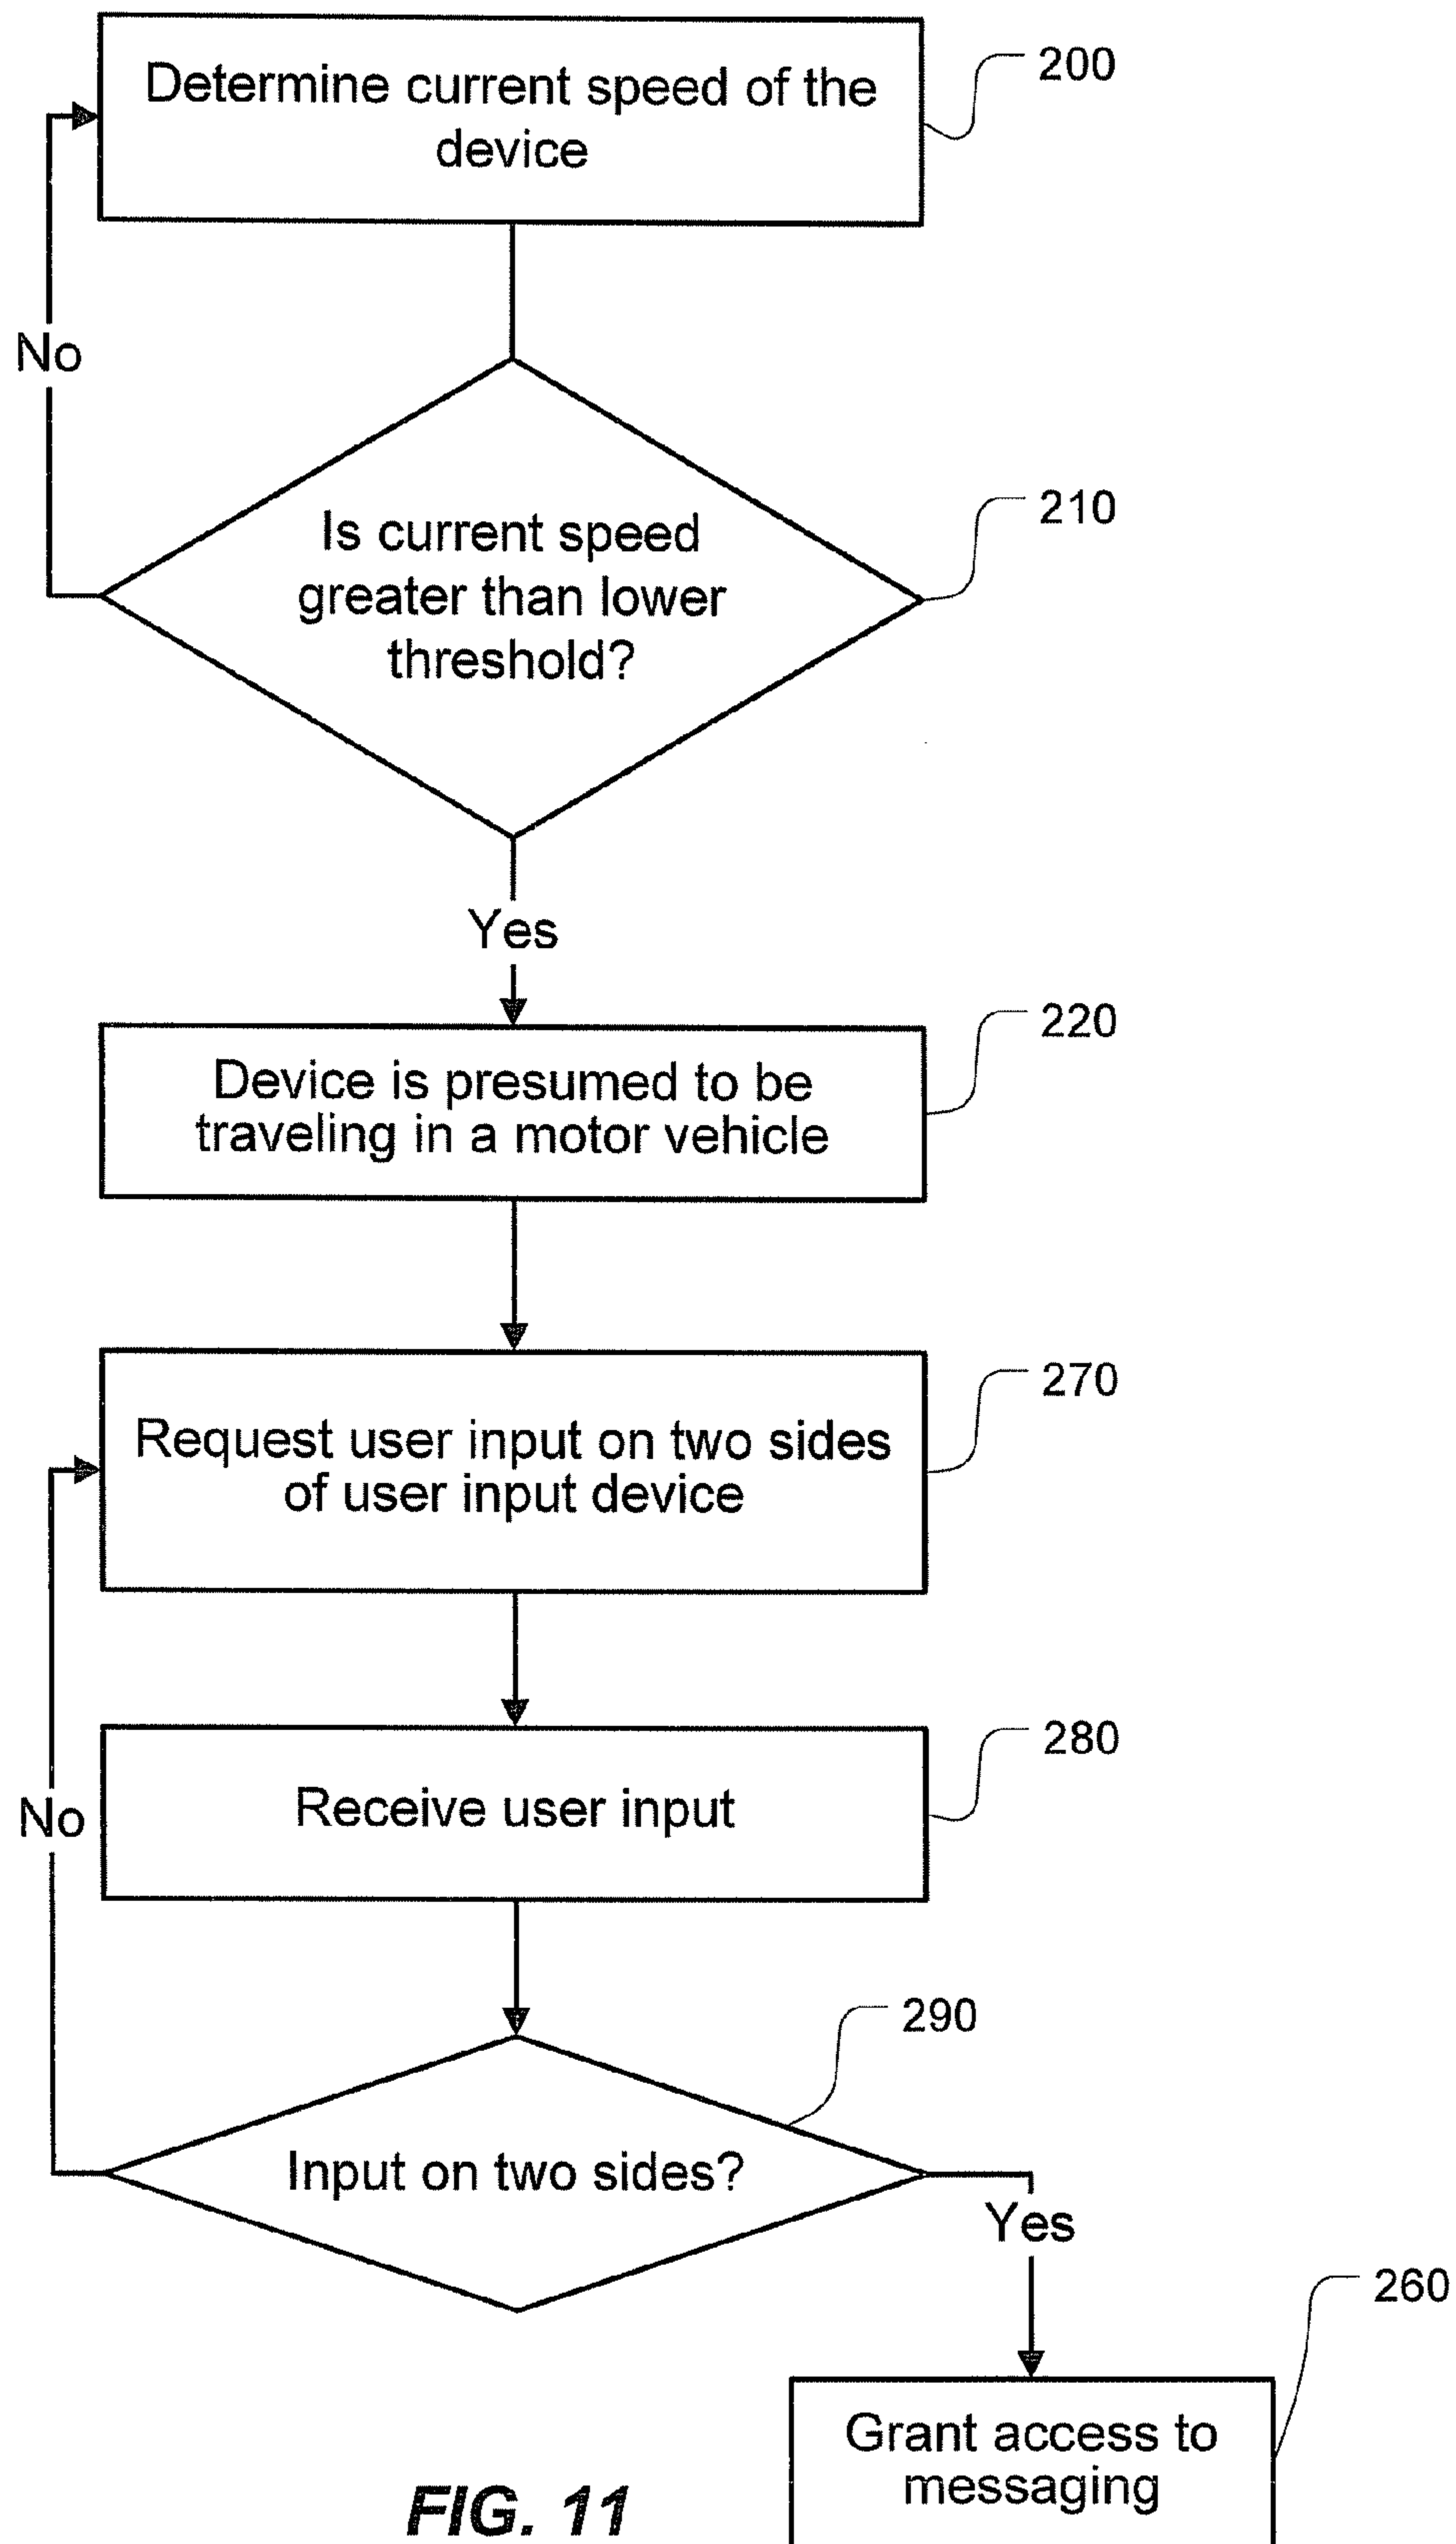 Determine current speed of the
device
200
No
Is current speed
greater than lower
threshold?
210
Yes
Device is presumed to be
traveling in a motor vehicle
220
Request user input on two sides
of user input device
270
Receive user input
280
No
Input on two sides?
290
Yes
Grant access to
messaging
260
FIG. 11